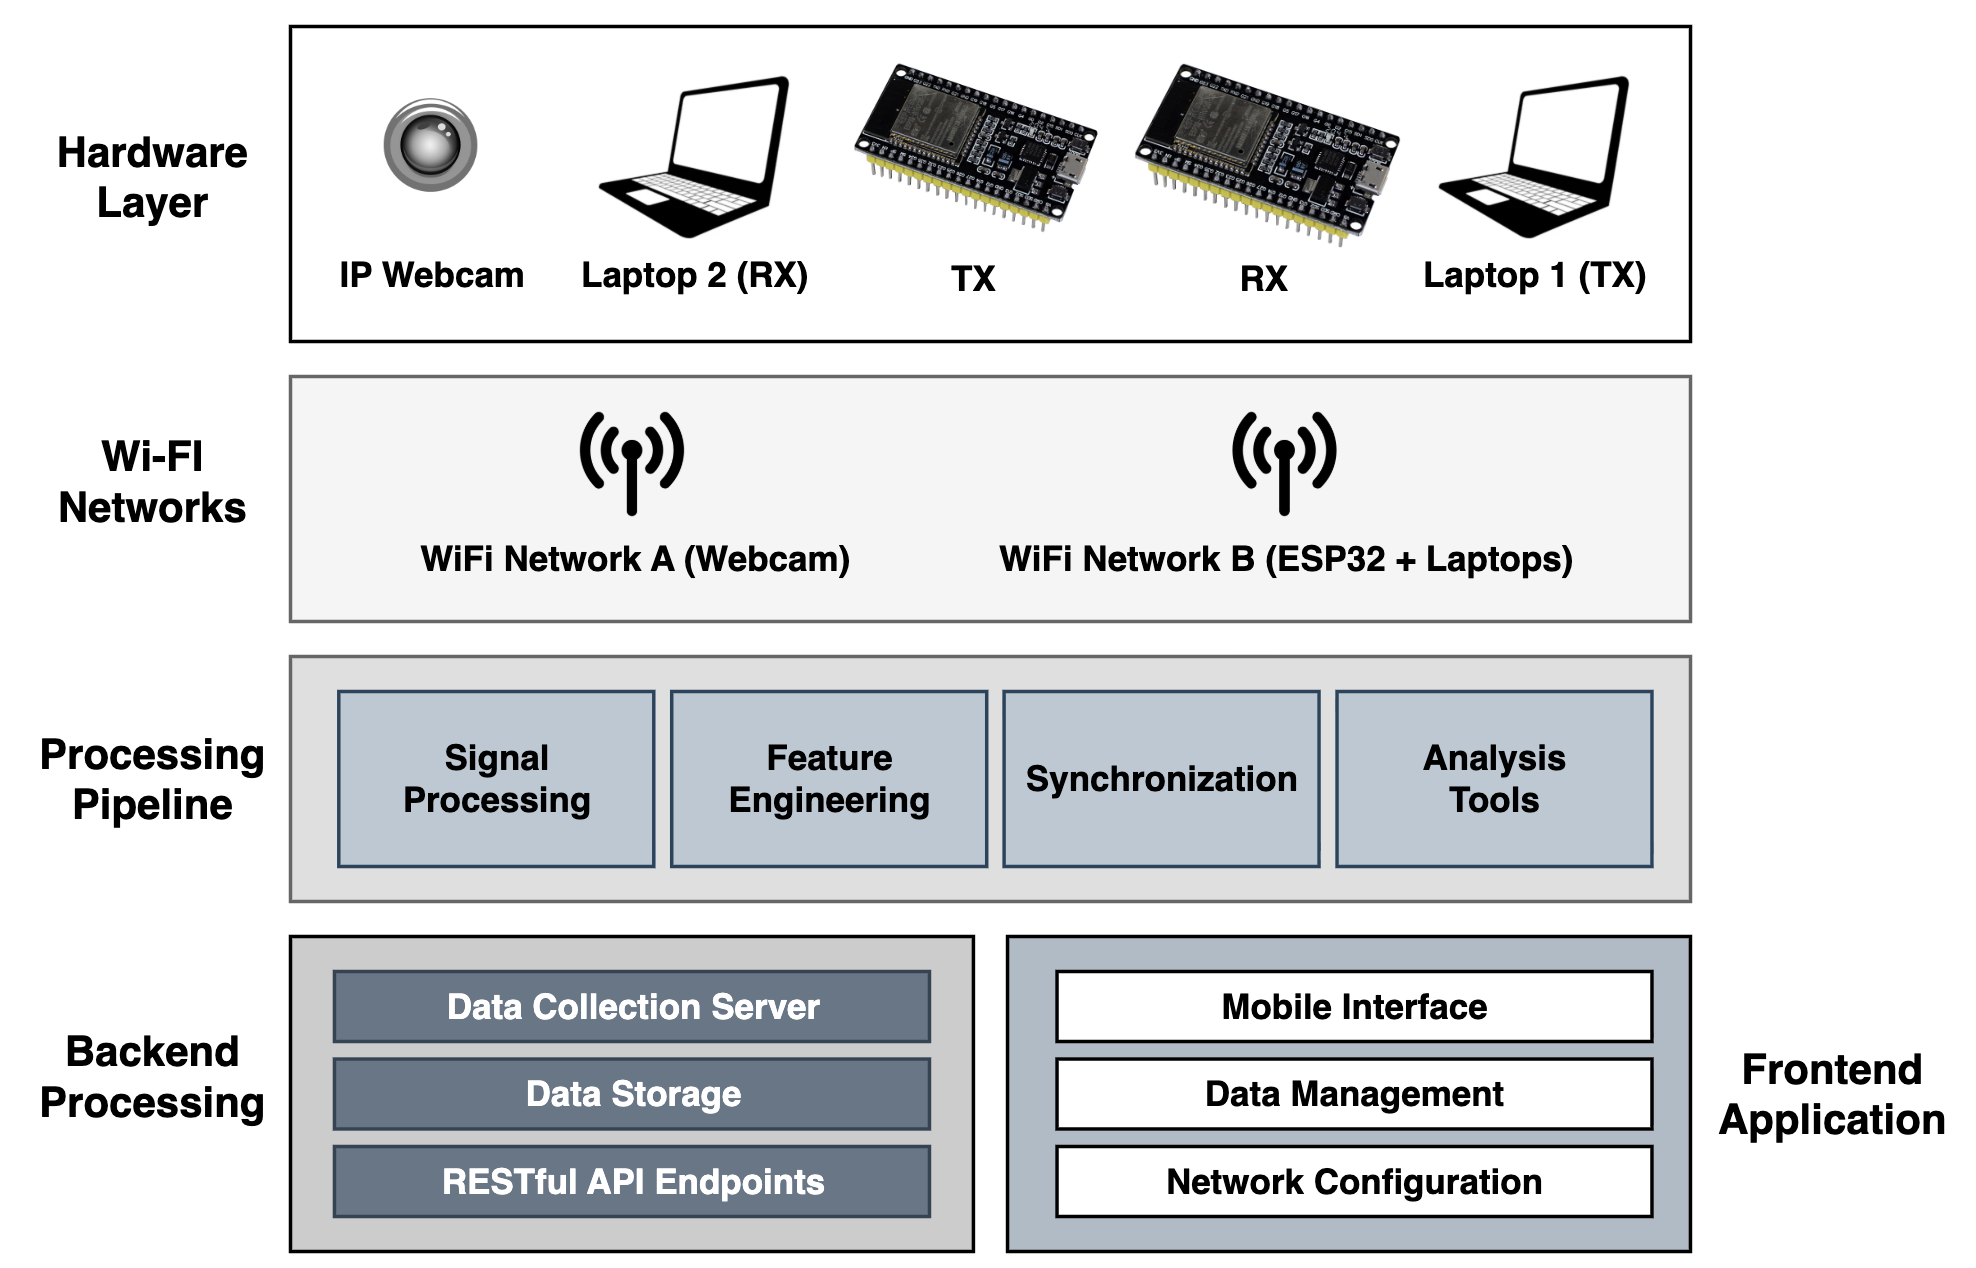 Hardware
Layer
IP Webcam
Laptop 2 (RX)
TX
RX
Laptop 1 (TX)
Wi-FI
Networks
WiFi Network A (Webcam)
WiFi Network B (ESP32 + Laptops)
Processing
Pipeline
Signal
Processing
Feature
Engineering
Synchronization
Analysis
Tools
Backend
Processing
Data Collection Server
Data Storage
RESTful API Endpoints
Mobile Interface
Data Management
Network Configuration
Frontend
Application